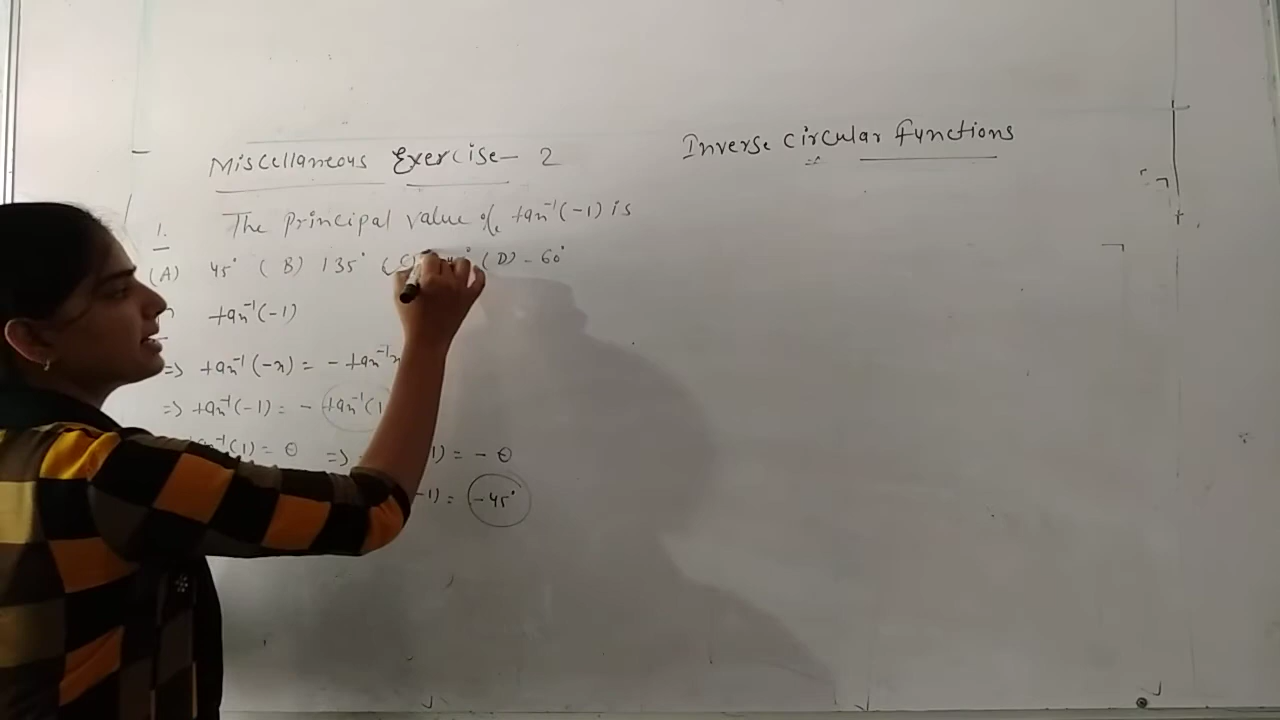 Miscellaneous Exercise - 2
Inverse circular functions
1. The principal value of tan⁻¹(-1) is
(A) 45° (B) 135° (C) (D) -60°
tan⁻¹(-1)
=> tan⁻¹(-x) = - tan⁻¹x
=> tan⁻¹(-1) = - tan⁻¹(1
(1) = θ => 1) = - θ
-1) = -45°